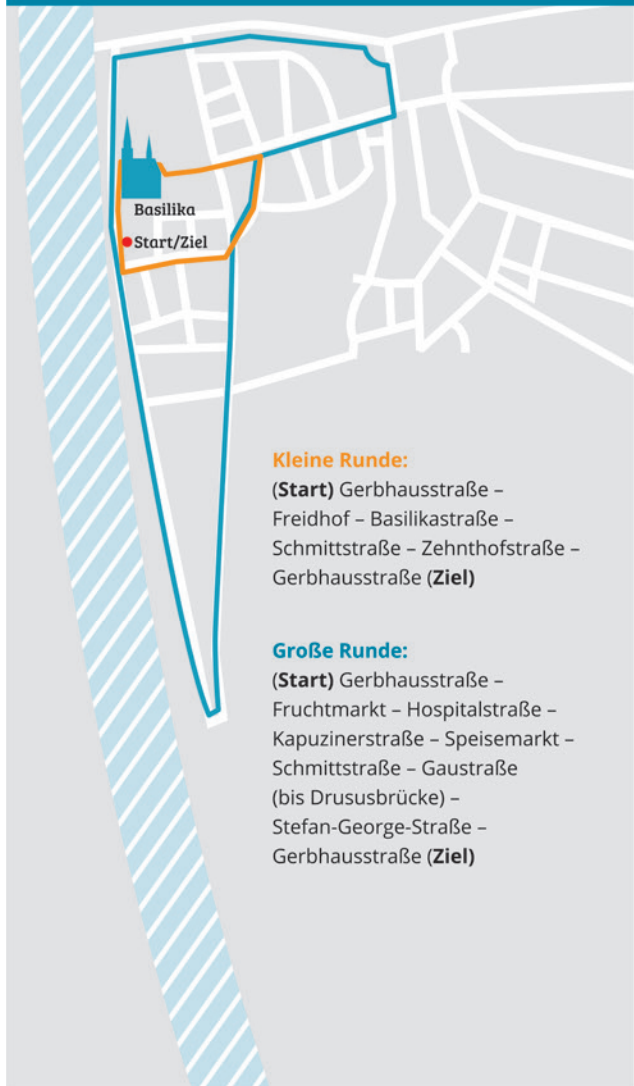 Basilika
Start/Ziel
Kleine Runde:
(Start) Gerbhausstraße –
Freidhof – Basilikastraße –
Schmittstraße – Zehnthofstraße –
Gerbhausstraße (Ziel)
Große Runde:
(Start) Gerbhausstraße –
Fruchtmarkt – Hospitalstraße –
Kapuzinerstraße – Speisemarkt –
Schmittstraße – Gaustraße
(bis Drususbrücke) –
Stefan-George-Straße –
Gerbhausstraße (Ziel)